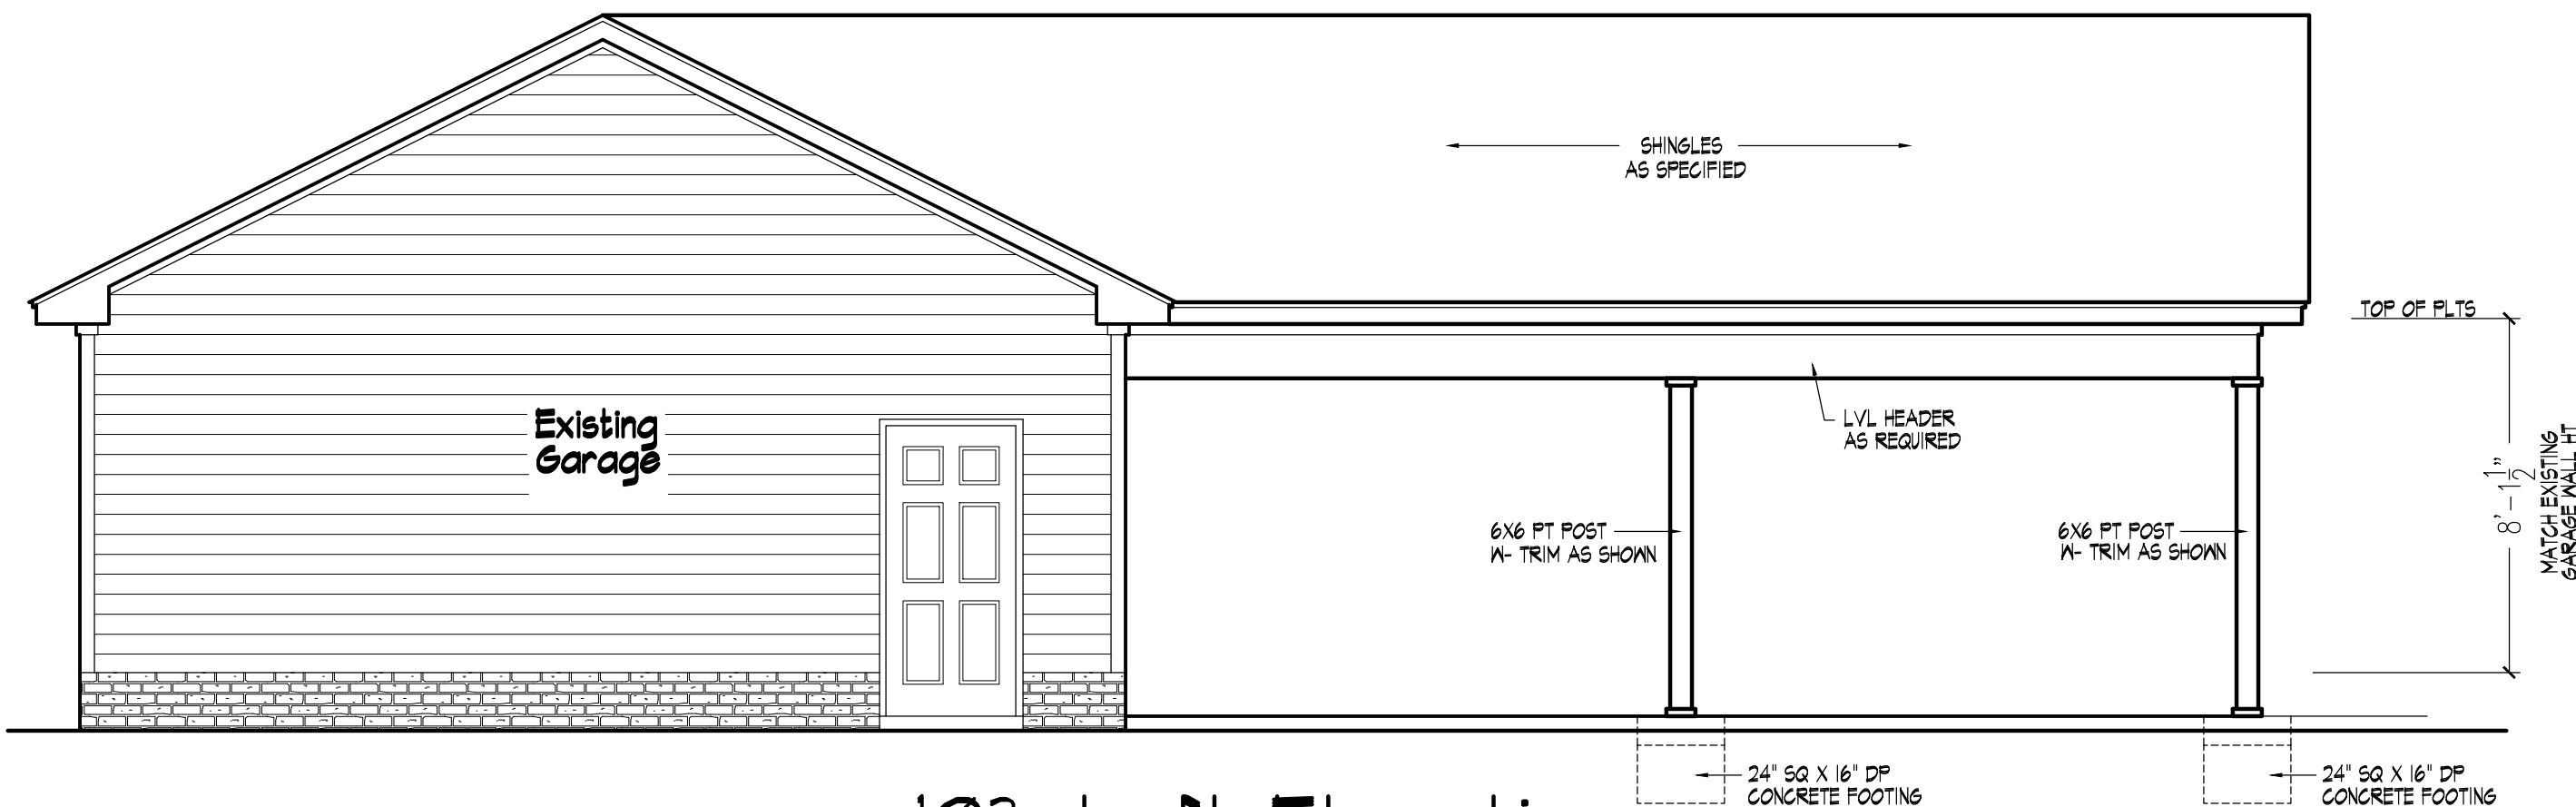 SHINGLES
AS SPECIFIED
TOP OF PLTS
Existing
Garage
LVL HEADER
AS REQUIRED
6X6 PT POST
W- TRIM AS SHOWN
6X6 PT POST
W- TRIM AS SHOWN
8'-1 1/2"
MATCH EXISTING
GARAGE WALL HT
24" SQ X 16" DP
CONCRETE FOOTING
24" SQ X 16" DP
CONCRETE FOOTING